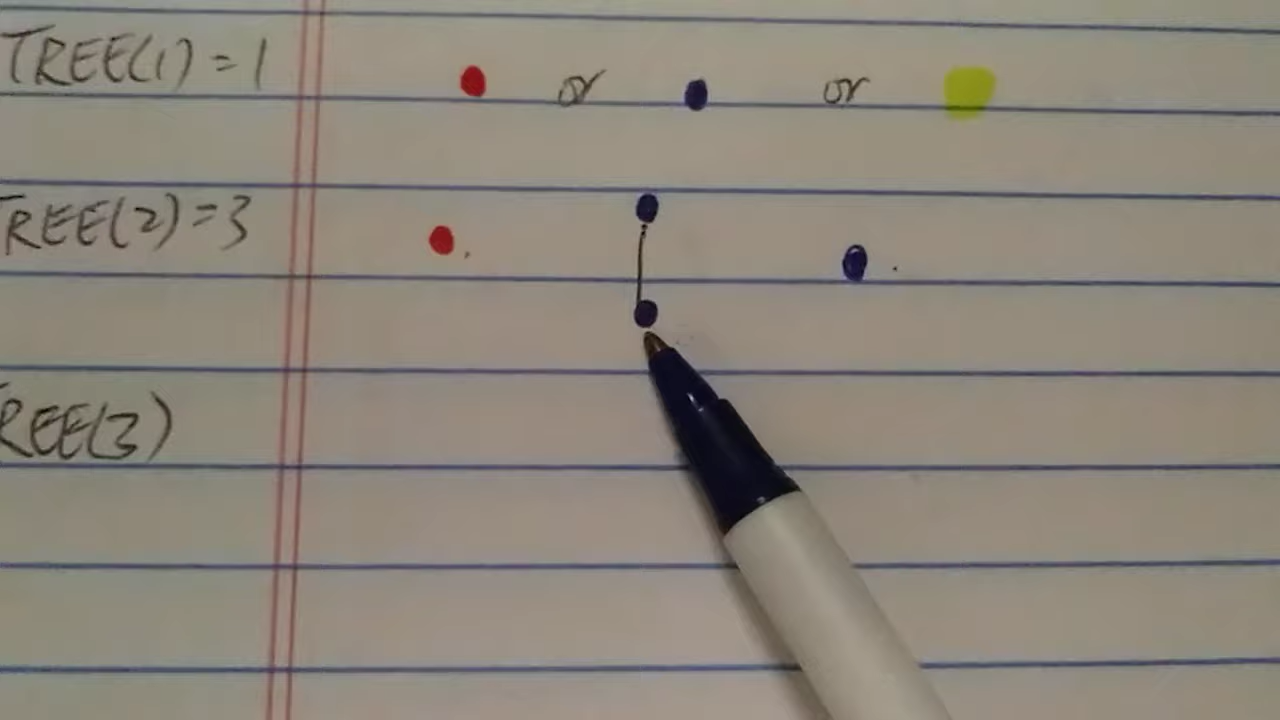 TREE(1) = 1 or or
TREE(2) = 3
REE(3)